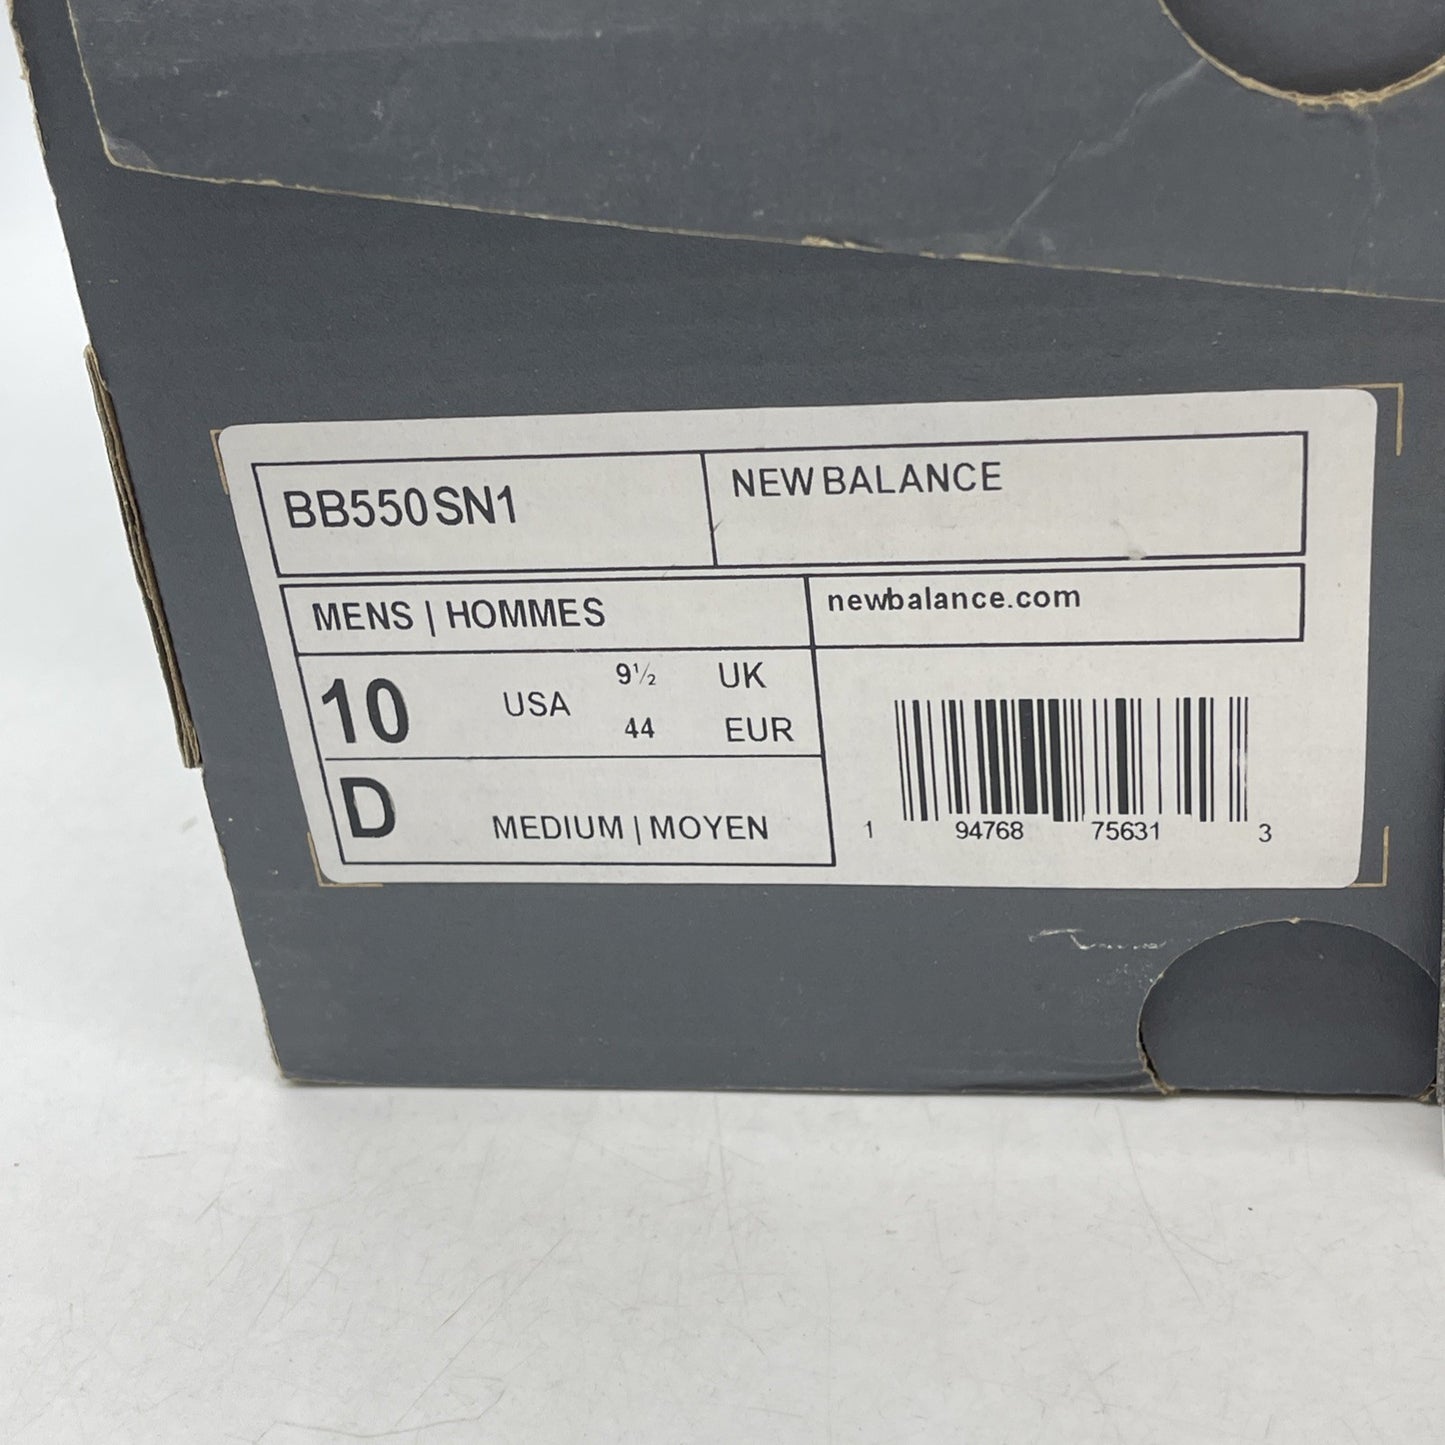 BB550SN1
NEW BALANCE
MENS | HOMMES
newbalance.com
10 USA 9½ UK
44 EUR
D MEDIUM | MOYEN
1 94768 75631 3